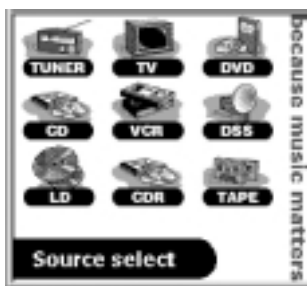 TUNER TV DVD
CD VCR DSS
LD CDR TAPE
Source select
because music matters